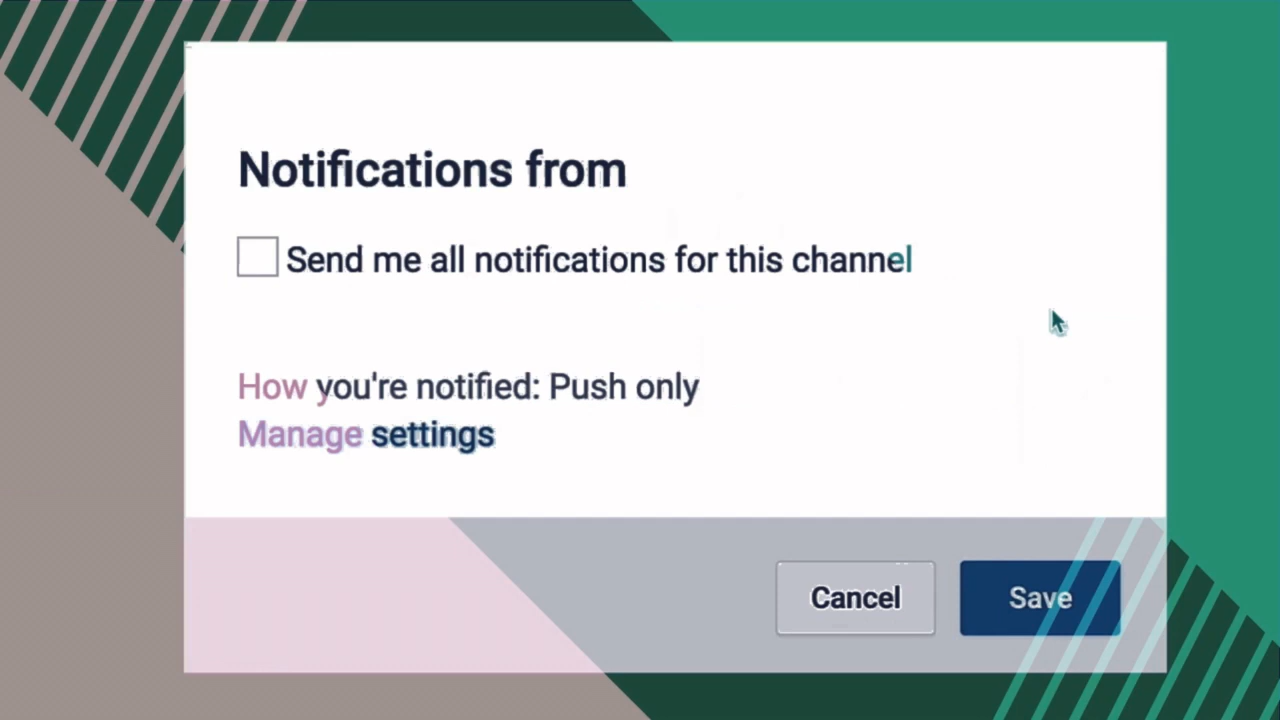 Notifications from
Send me all notifications for this channel
How you're notified: Push only
Manage settings
Cancel
Save